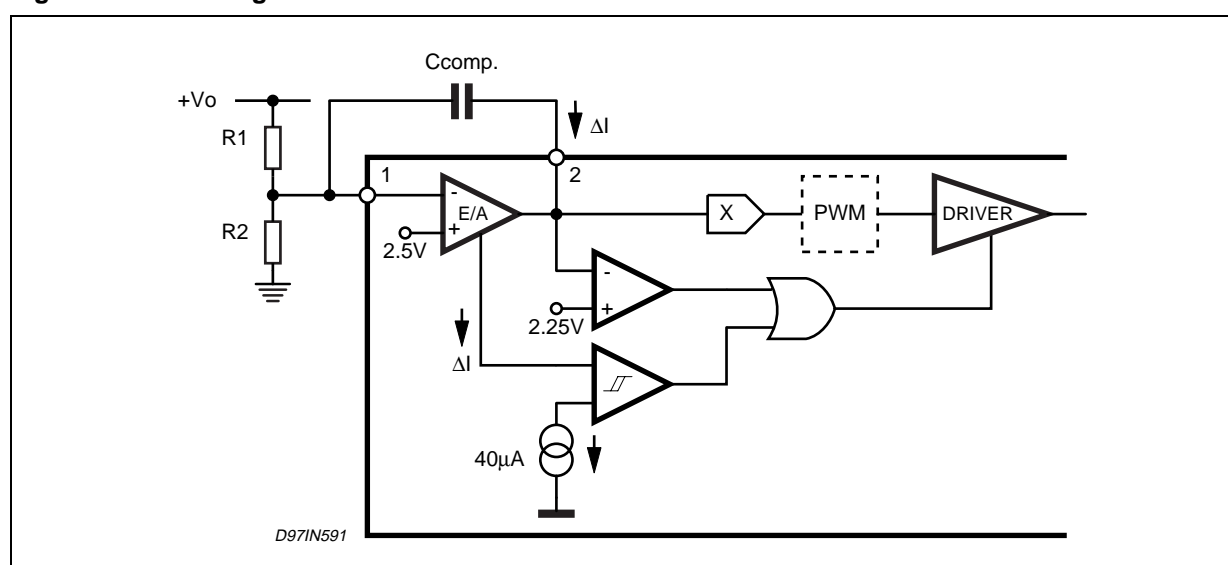 Ccomp.
+Vo
R1
ΔI
1
2
-
E/A
+
2.5V
X
PWM
DRIVER
R2
-
+
2.25V
ΔI
40µA
D97IN591